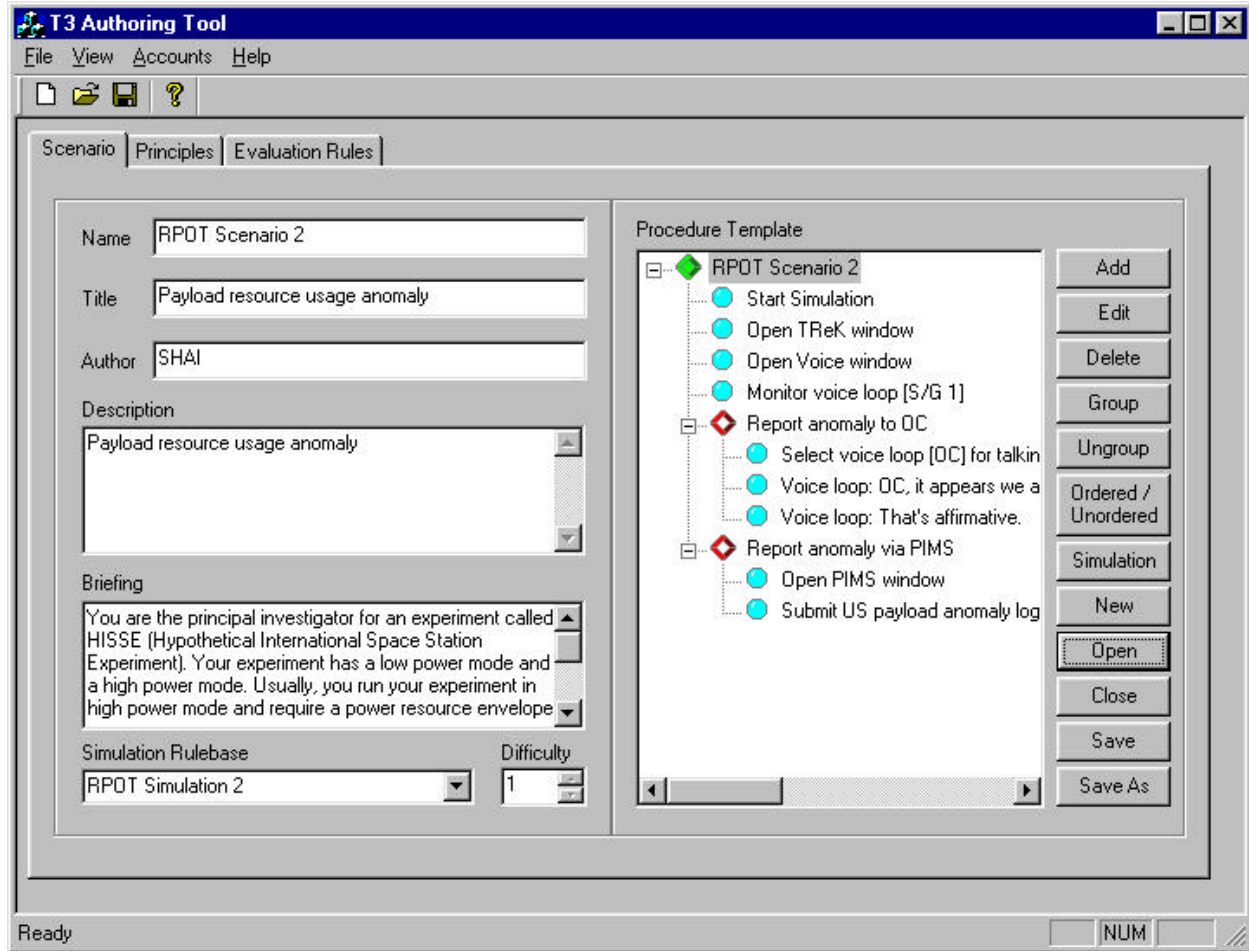 T3 Authoring Tool
File View Accounts Help
Scenario Principles Evaluation Rules
Name RPOT Scenario 2
Title Payload resource usage anomaly
Author SHAI
Description
Payload resource usage anomaly
Briefing
You are the principal investigator for an experiment called
HISSE (Hypothetical International Space Station
Experiment). Your experiment has a low power mode and
a high power mode. Usually, you run your experiment in
high power mode and require a power resource envelope
Simulation Rulebase
RPOT Simulation 2
Difficulty
1
Procedure Template
RPOT Scenario 2
Start Simulation
Open TReK window
Open Voice window
Monitor voice loop [S/G 1]
Report anomaly to OC
Select voice loop [OC] for talkin
Voice loop: OC, it appears we a
Voice loop: That's affirmative.
Report anomaly via PIMS
Open PIMS window
Submit US payload anomaly log
Add
Edit
Delete
Group
Ungroup
Ordered /
Unordered
Simulation
New
Open
Close
Save
Save As
Ready
NUM